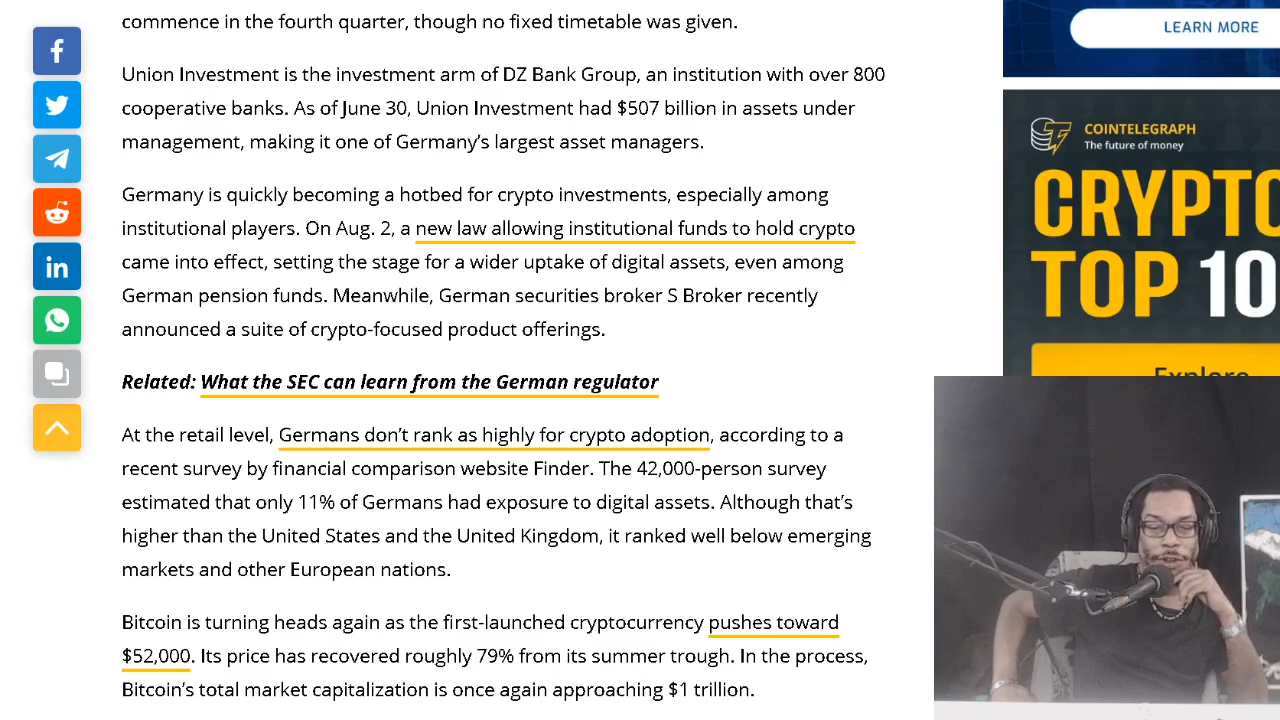 commence in the fourth quarter, though no fixed timetable was given.
Union Investment is the investment arm of DZ Bank Group, an institution with over 800
cooperative banks. As of June 30, Union Investment had $507 billion in assets under
management, making it one of Germany’s largest asset managers.
Germany is quickly becoming a hotbed for crypto investments, especially among
institutional players. On Aug. 2, a new law allowing institutional funds to hold crypto
came into effect, setting the stage for a wider uptake of digital assets, even among
German pension funds. Meanwhile, German securities broker S Broker recently
announced a suite of crypto-focused product offerings.
Related: What the SEC can learn from the German regulator
At the retail level, Germans don’t rank as highly for crypto adoption, according to a
recent survey by financial comparison website Finder. The 42,000-person survey
estimated that only 11% of Germans had exposure to digital assets. Although that’s
higher than the United States and the United Kingdom, it ranked well below emerging
markets and other European nations.
Bitcoin is turning heads again as the first-launched cryptocurrency pushes toward
$52,000. Its price has recovered roughly 79% from its summer trough. In the process,
Bitcoin’s total market capitalization is once again approaching $1 trillion.
LEARN MORE
COINTELEGRAPH
The future of money
CRYPTO
TOP 10
Explore